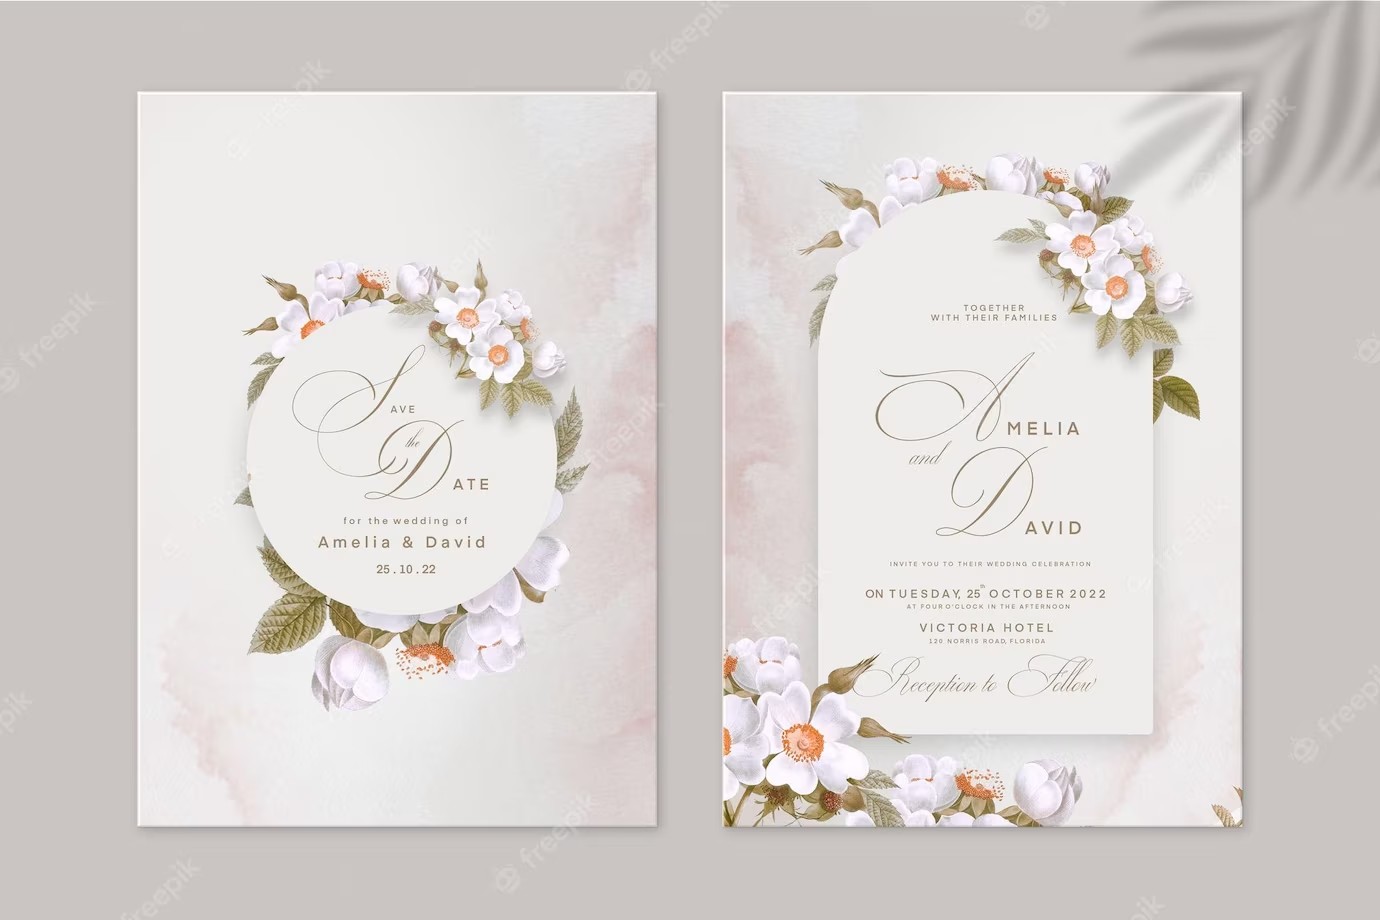 SAVE
the
DATE
for the wedding of
Amelia & David
25.10.22
TOGETHER
WITH THEIR FAMILIES
AMELIA
and
DAVID
INVITE YOU TO THEIR WEDDING CELEBRATION
ON TUESDAY, 25th OCTOBER 2022
AT FOUR O'CLOCK IN THE AFTERNOON
VICTORIA HOTEL
120 NORRIS ROAD, FLORIDA
Reception to Follow
freepik